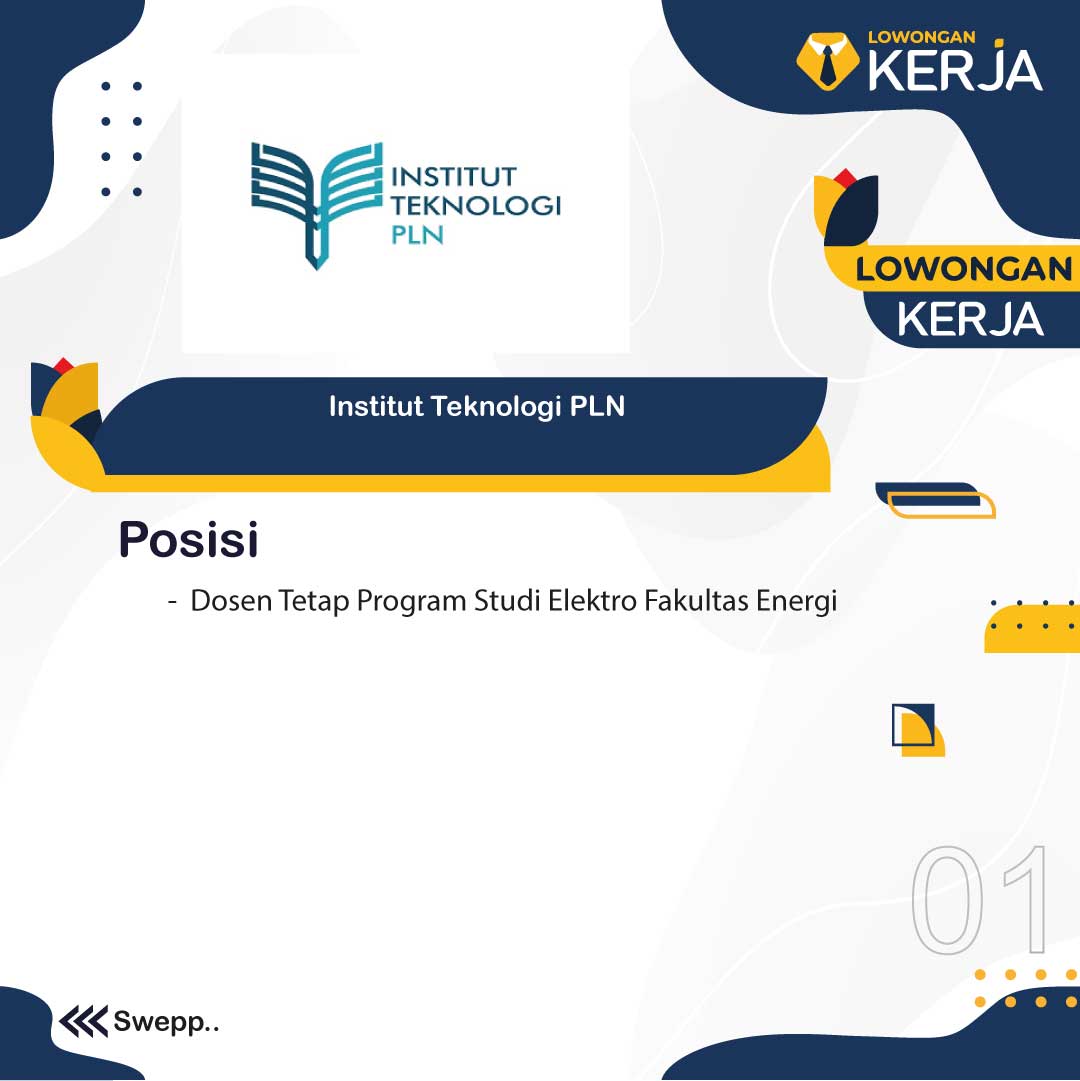 LOWONGAN
KERJA
INSTITUT
TEKNOLOGI
PLN
LOWONGAN
KERJA
Institut Teknologi PLN
Posisi
- Dosen Tetap Program Studi Elektro Fakultas Energi
01
Swepp..